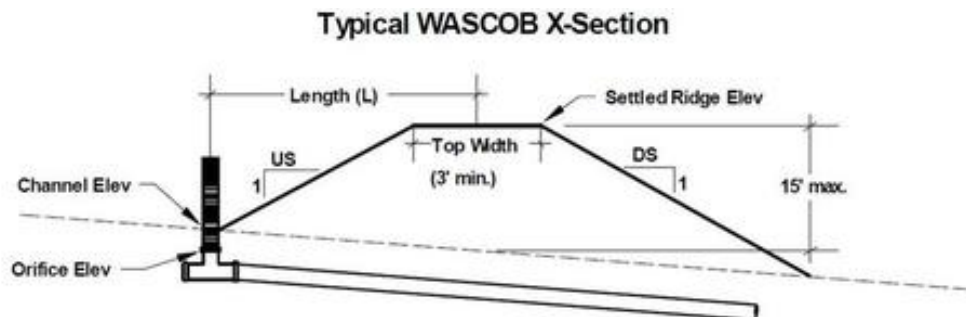 Typical WASCOB X-Section
Length (L)
Settled Ridge Elev
Top Width
(3' min.)
US
1
DS
1
15' max.
Channel Elev
Orifice Elev